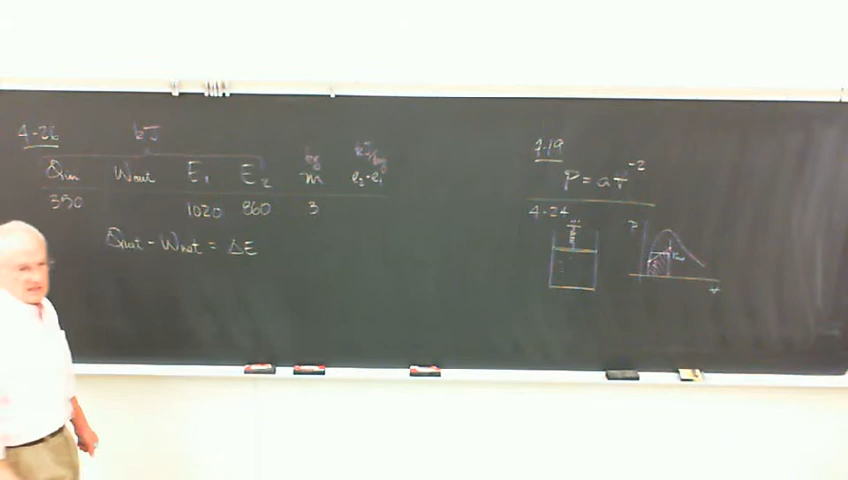 4-26
kJ
kg
kJ/kg
Qin Wout E1 E2 m e2-e1
350 1020 860 3
Qnet - Wnet = ΔE
4.19
P = a V^-2
4.24
P
V